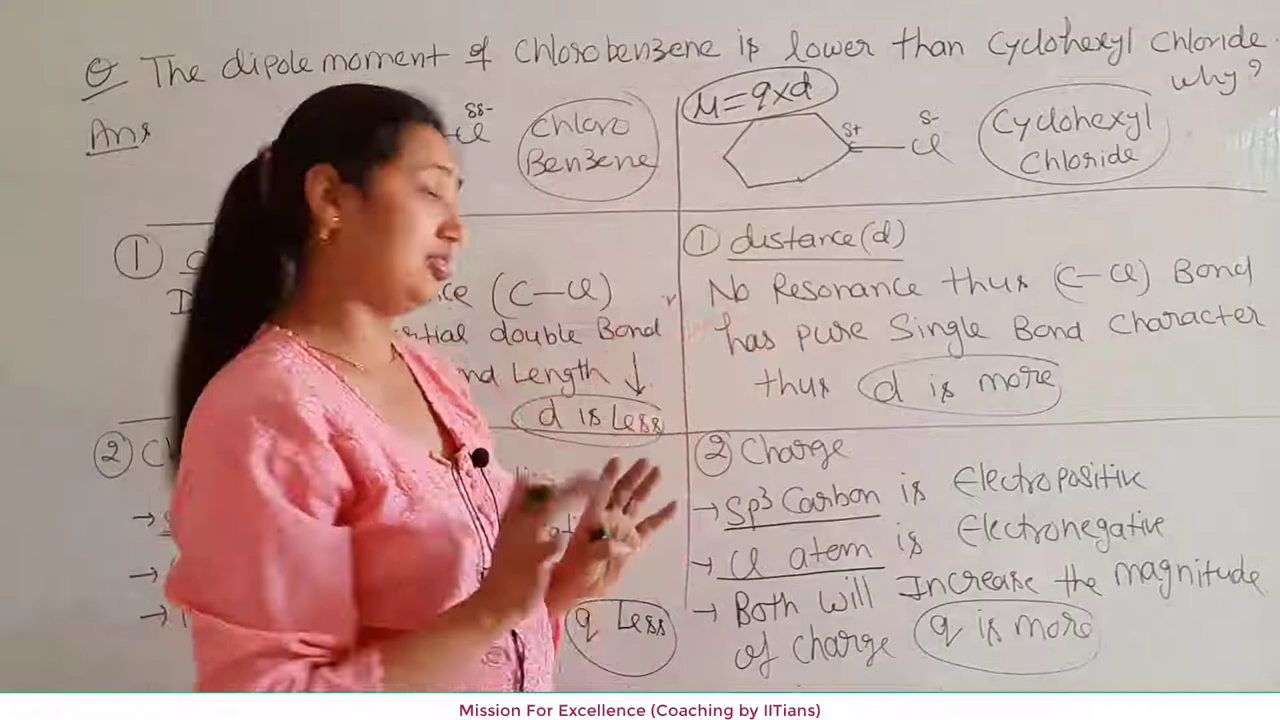 Q The dipole moment of Chlorobenzene is lower than Cyclohexyl Chloride.
why?
Ans
δδ-
Cl
Chloro
Benzene
μ = q×d
δ+
δ-
Cl
Cyclohexyl
Chloride
①
(C-Cl)
double Bond
Length ↓
d is Less
① distance (d)
No Resonance thus (C-Cl) Bond
has pure Single Bond Character
thus d is more
②
→
→
→
q Less
② Charge
→ Sp³ Carbon is Electropositive
→ Cl atom is Electronegative
→ Both will Increase the magnitude
of charge q is more
Mission For Excellence (Coaching by IITians)